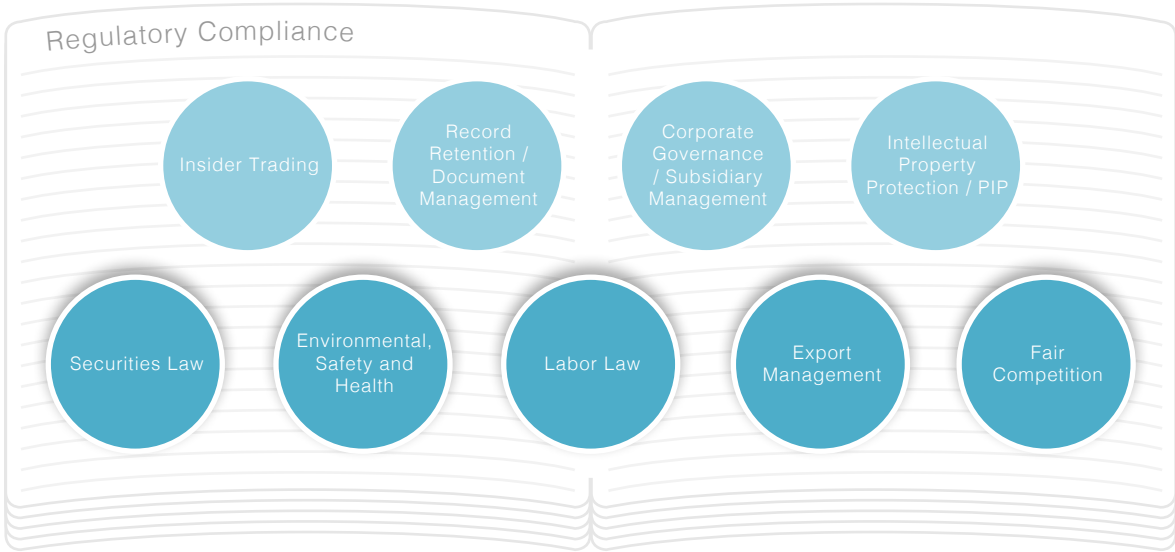 Regulatory Compliance
Insider Trading
Record
Retention /
Document
Management
Corporate
Governance
/ Subsidiary
Management
Intellectual
Property
Protection / PIP
Securities Law
Environmental,
Safety and
Health
Labor Law
Export
Management
Fair
Competition